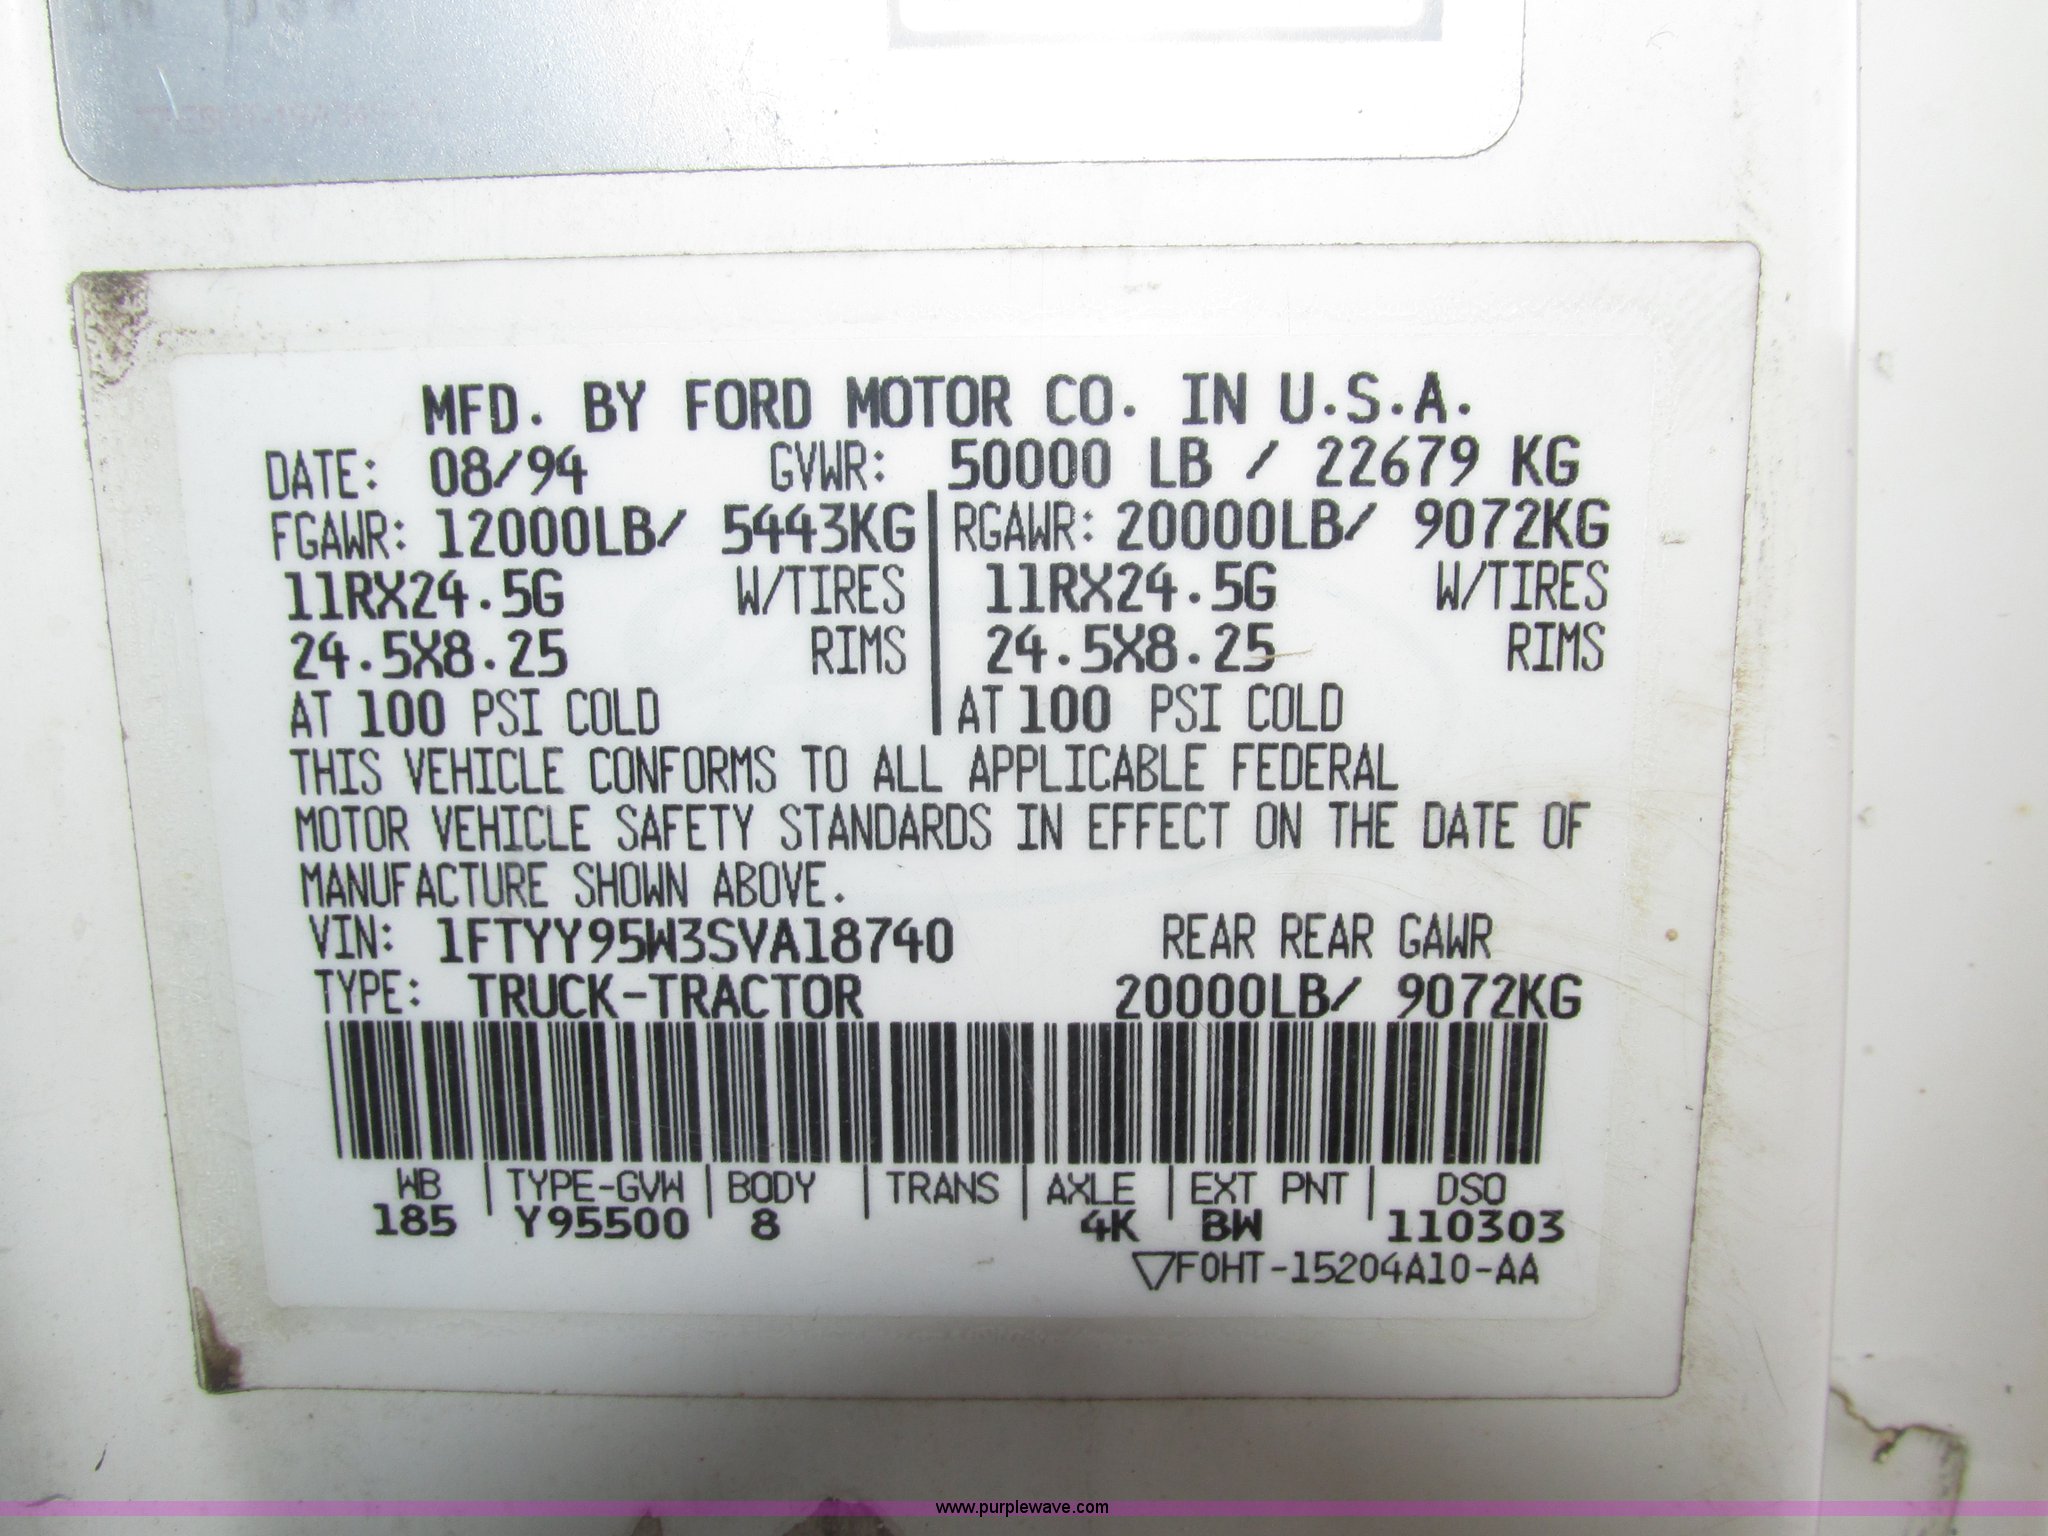 MFD. BY FORD MOTOR CO. IN U.S.A.
DATE: 08/94 GVWR: 50000 LB / 22679 KG
FGAWR: 12000LB/ 5443KG RGAWR: 20000LB/ 9072KG
11RX24.5G W/TIRES 11RX24.5G W/TIRES
24.5X8.25 RIMS 24.5X8.25 RIMS
AT 100 PSI COLD AT 100 PSI COLD
THIS VEHICLE CONFORMS TO ALL APPLICABLE FEDERAL
MOTOR VEHICLE SAFETY STANDARDS IN EFFECT ON THE DATE OF
MANUFACTURE SHOWN ABOVE.
VIN: 1FTYY95W3SVA18740 REAR REAR GAWR
TYPE: TRUCK-TRACTOR 20000LB/ 9072KG
WB | TYPE-GVW | BODY | TRANS | AXLE | EXT PNT | DSO
185 Y95500 8 4K BW 110303
▽F0HT-15204A10-AA
www.purplewave.com